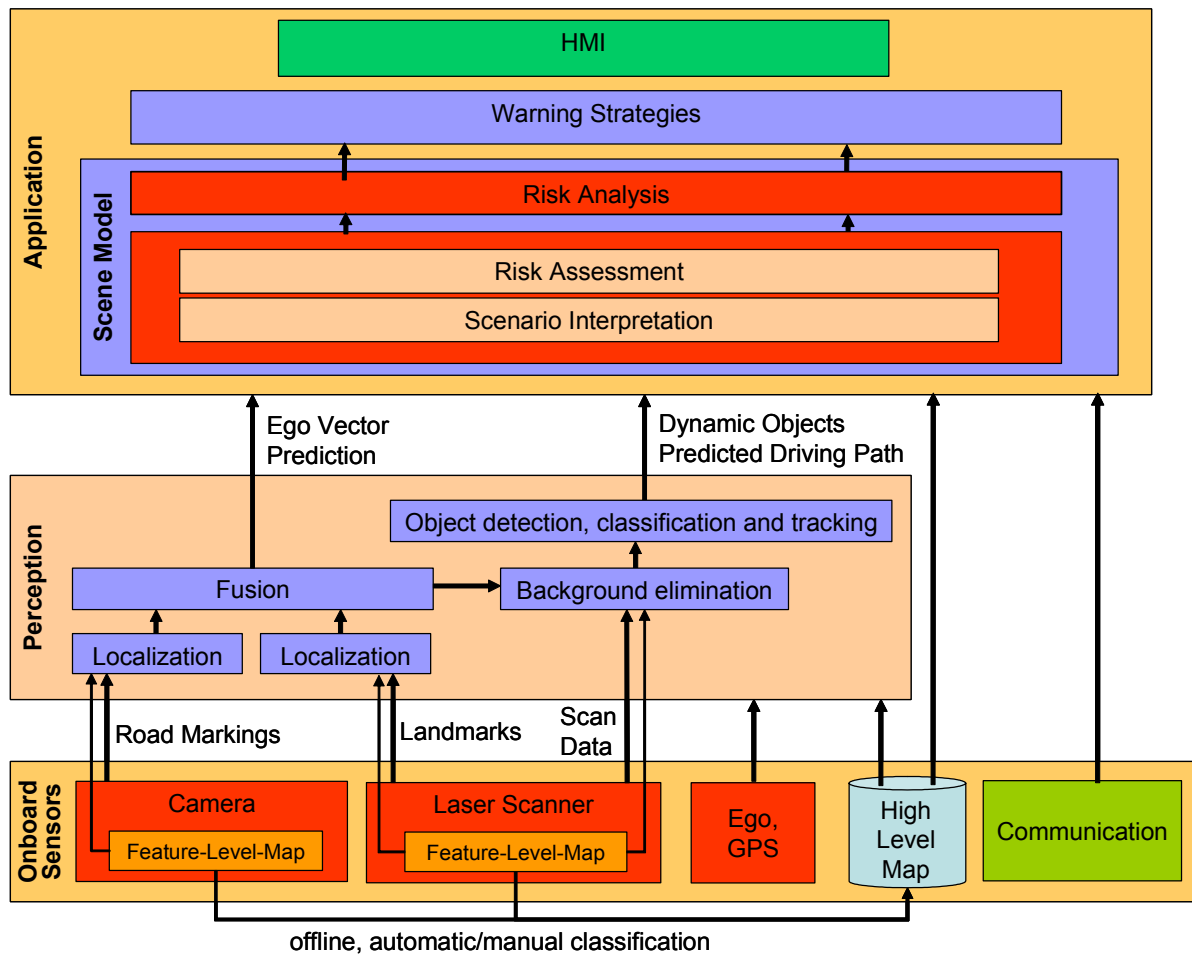 HMI
Warning Strategies
Application
Scene Model
Risk Analysis
Risk Assessment
Scenario Interpretation
Ego Vector
Prediction
Dynamic Objects
Predicted Driving Path
Perception
Object detection, classification and tracking
Fusion
Background elimination
Localization
Localization
Road Markings
Landmarks
Scan
Data
Onboard
Sensors
Camera
Feature-Level-Map
Laser Scanner
Feature-Level-Map
Ego,
GPS
High
Level
Map
Communication
offline, automatic/manual classification